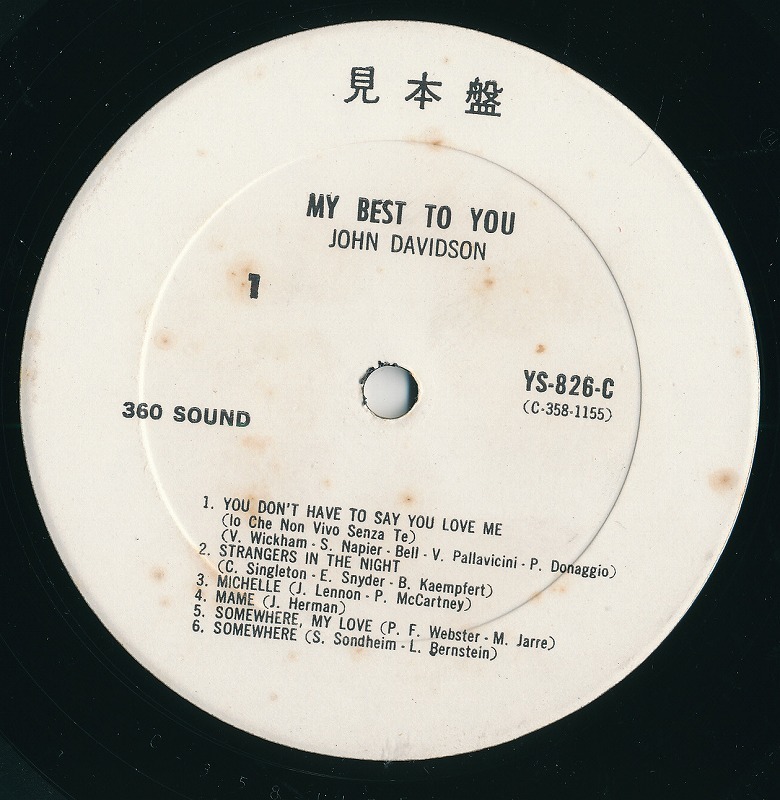 見本盤
MY BEST TO YOU
JOHN DAVIDSON
1
YS-826-C
(C-358-1155)
360 SOUND
1. YOU DON'T HAVE TO SAY YOU LOVE ME
(Io Che Non Vivo Senza Te)
(V. Wickham - S. Napier - Bell - V. Pallavicini - P. Donaggio)
2. STRANGERS IN THE NIGHT
(C. Singleton - E. Snyder - B. Kaempfert)
3. MICHELLE (J. Lennon - P. McCartney)
4. MAME (J. Herman)
5. SOMEWHERE, MY LOVE (P. F. Webster - M. Jarre)
6. SOMEWHERE (S. Sondheim - L. Bernstein)